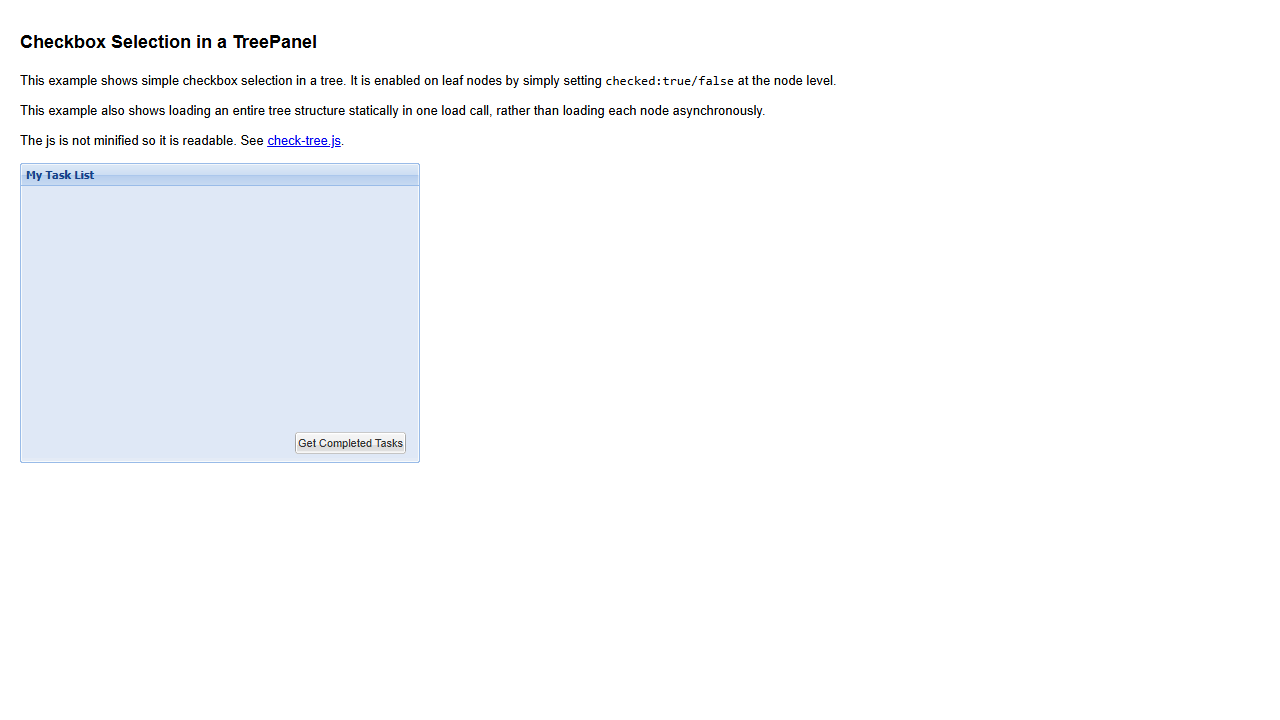 Checkbox Selection in a TreePanel
This example shows simple checkbox selection in a tree. It is enabled on leaf nodes by simply setting checked:true/false at the node level.
This example also shows loading an entire tree structure statically in one load call, rather than loading each node asynchronously.
The js is not minified so it is readable. See check-tree.js.
My Task List
Get Completed Tasks